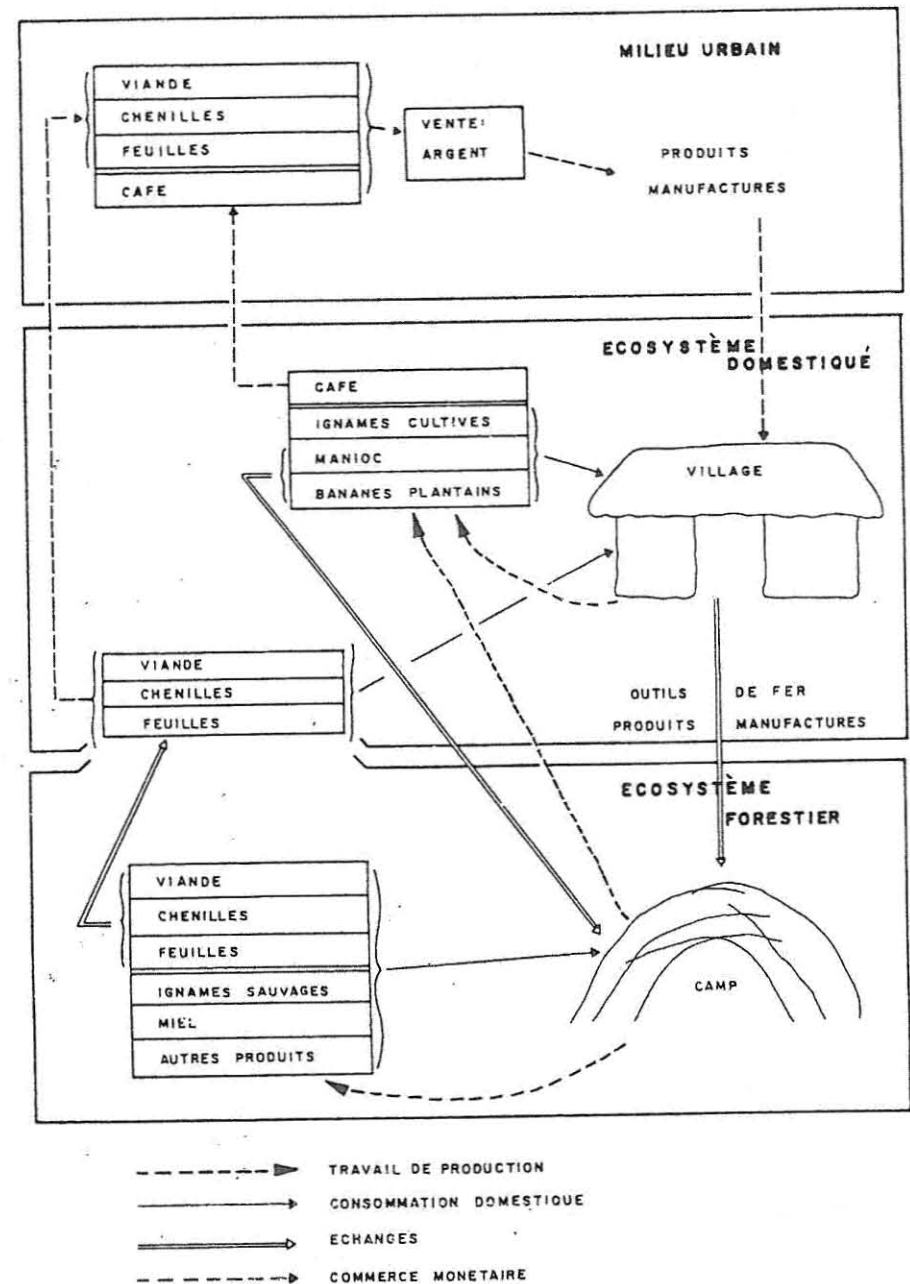 MILIEU URBAIN
VIANDE
CHENILLES
FEUILLES
CAFE
VENTE:
ARGENT
PRODUITS
MANUFACTURES
ECOSYSTÈME
DOMESTIQUÉ
CAFE
IGNAMES CULTIVES
MANIOC
BANANES PLANTAINS
VILLAGE
VIANDE
CHENILLES
FEUILLES
OUTILS DE FER
PRODUITS MANUFACTURES
ECOSYSTÈME
FORESTIER
VIANDE
CHENILLES
FEUILLES
IGNAMES SAUVAGES
MIEL
AUTRES PRODUITS
CAMP
TRAVAIL DE PRODUCTION
CONSOMMATION DOMESTIQUE
ECHANGES
COMMERCE MONETAIRE